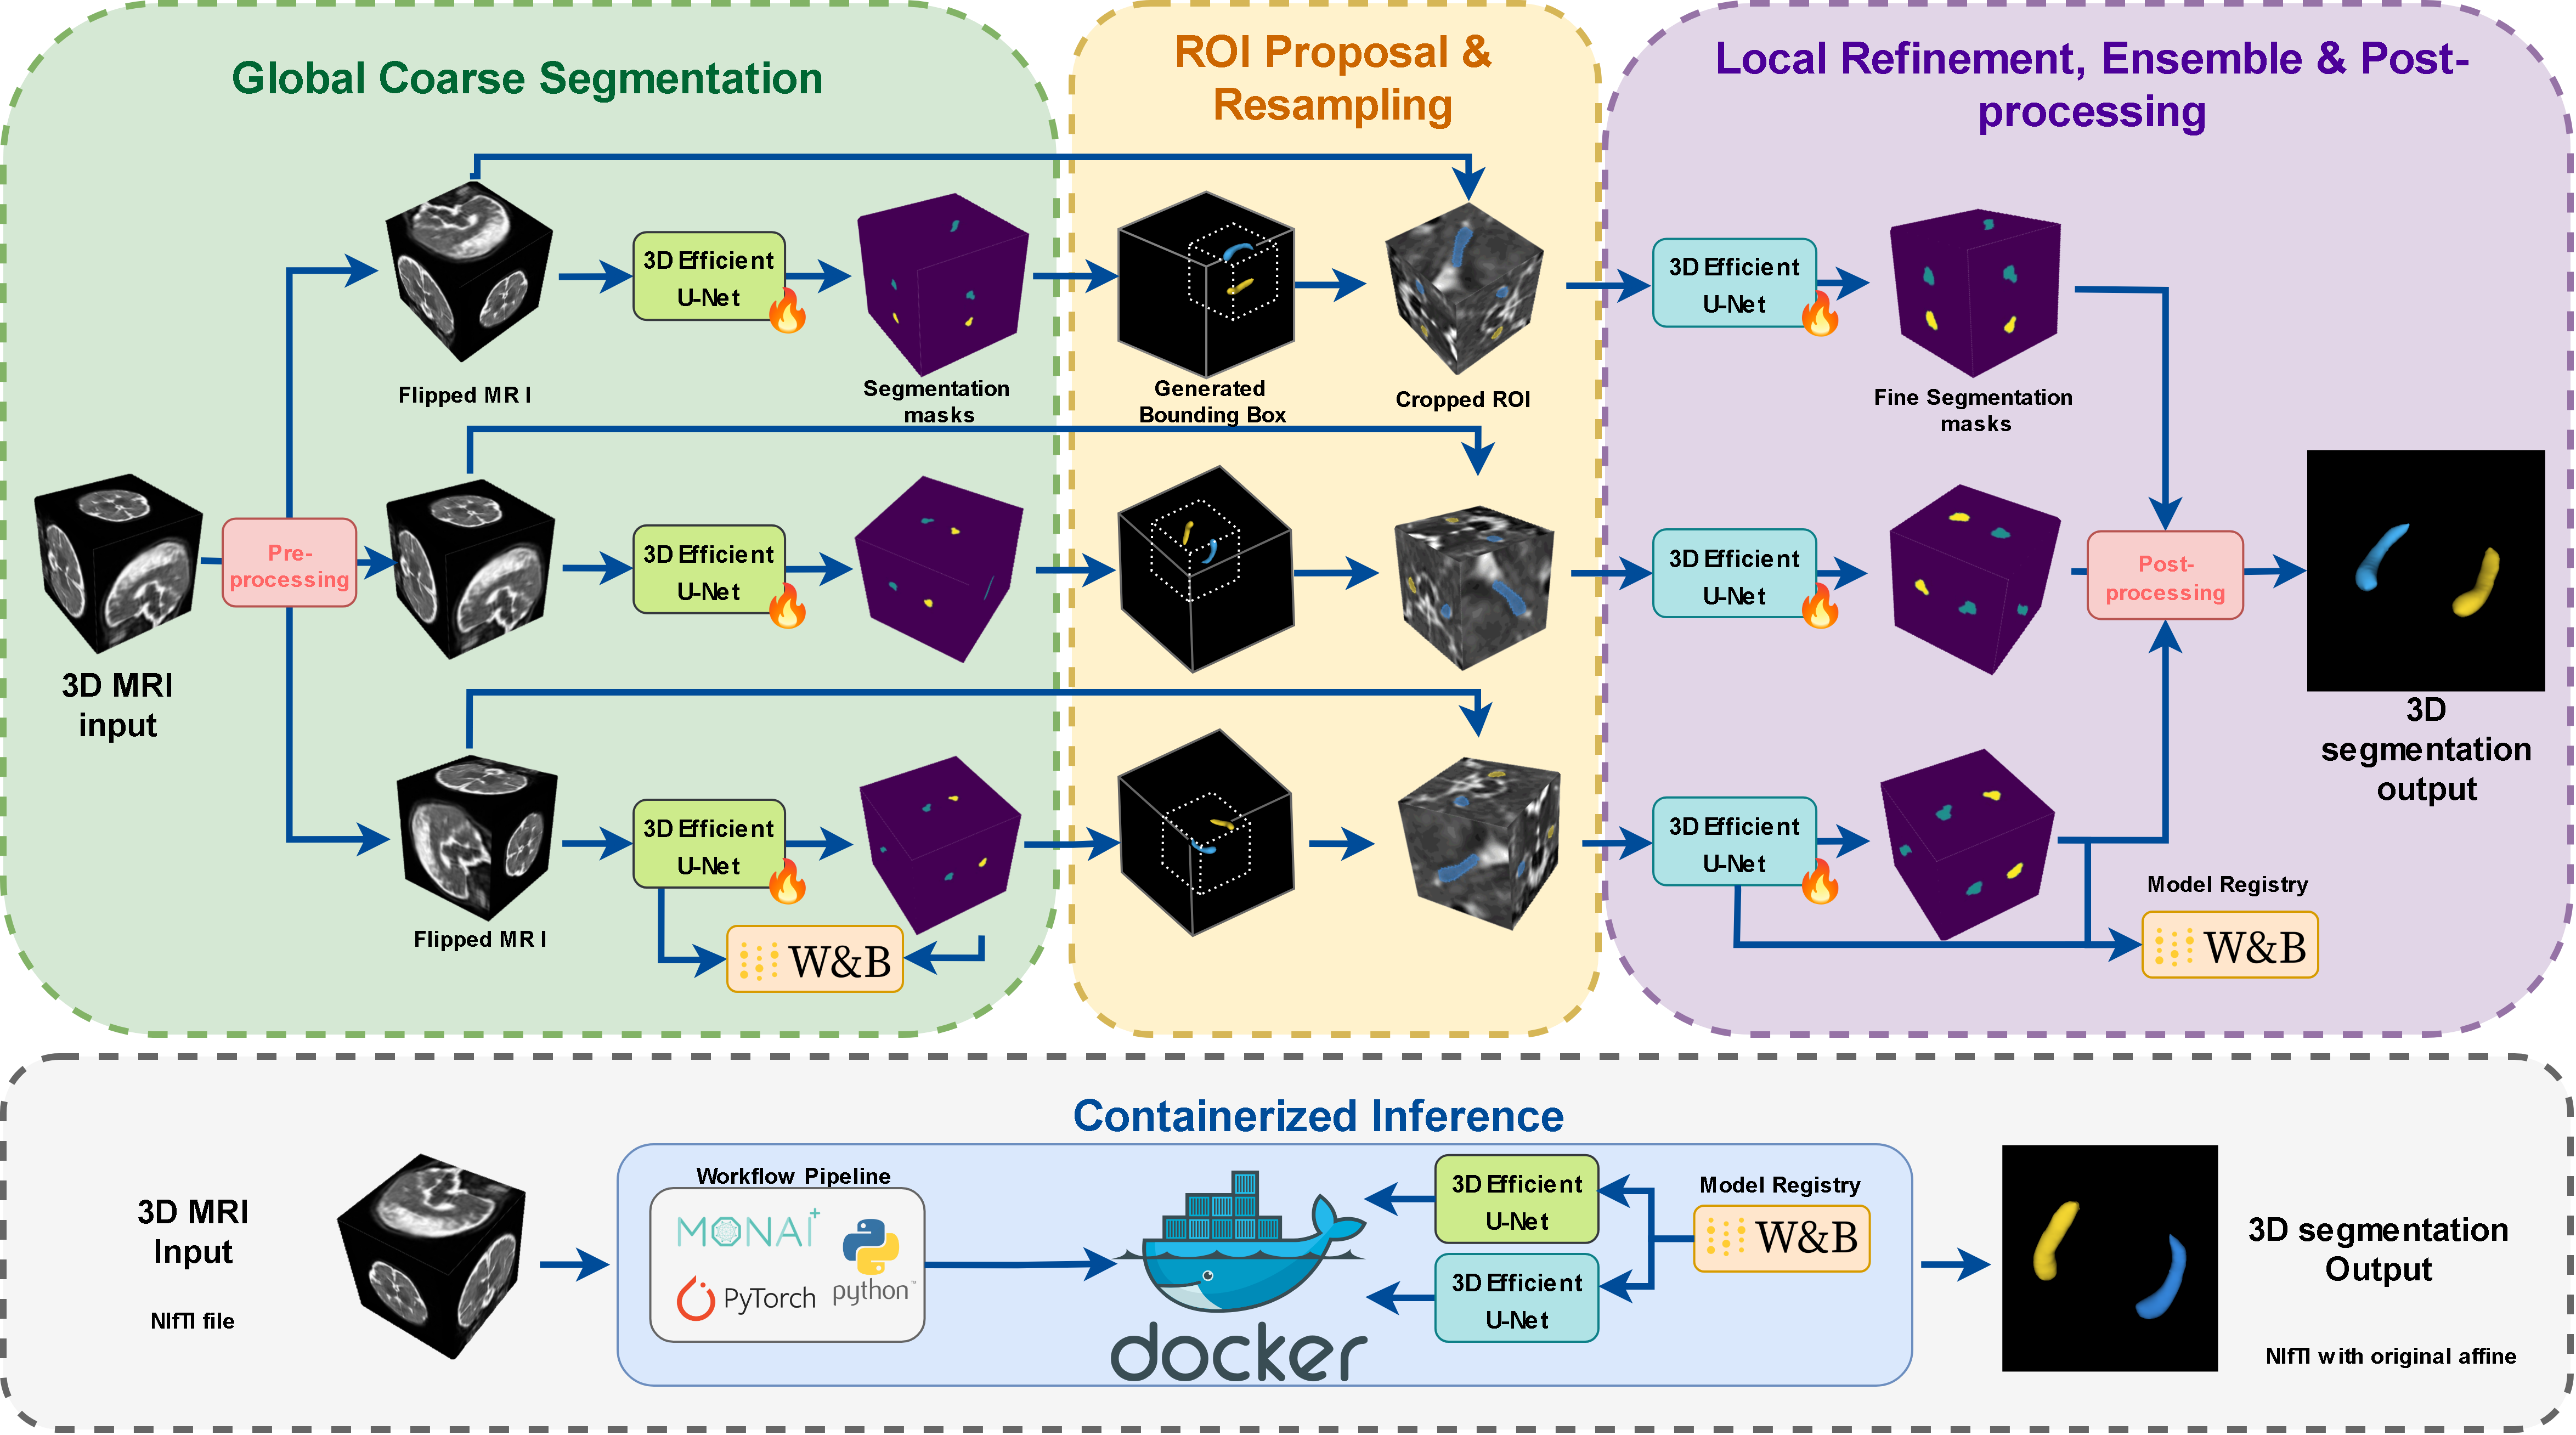 Global Coarse Segmentation
ROI Proposal &
Resampling
Local Refinement, Ensemble & Post-
processing
3D Efficient
U-Net
3D Efficient
U-Net
Flipped MR I
Segmentation
masks
Generated
Bounding Box
Cropped ROI
Fine Segmentation
masks
3D MRI
input
Pre-
processing
3D Efficient
U-Net
3D Efficient
U-Net
Post-
processing
3D
segmentation
output
3D Efficient
U-Net
3D Efficient
U-Net
Flipped MR I
W&B
Model Registry
W&B
Containerized Inference
3D MRI
Input
NIfTI file
Workflow Pipeline
MONAI+
PyTorch
python™
docker
3D Efficient
U-Net
3D Efficient
U-Net
Model Registry
W&B
3D segmentation
Output
NIfTI with original affine